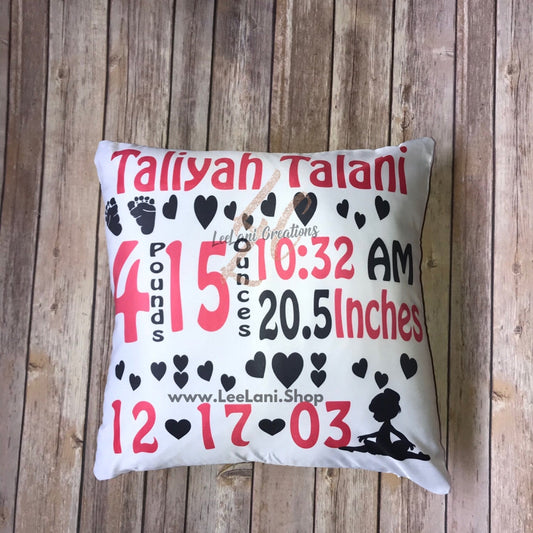 Taliyah Talani
LeeLani Creations
4 Pounds 15 Ounces 10:32 AM
20.5 Inches
www.LeeLani.Shop
12 17 03